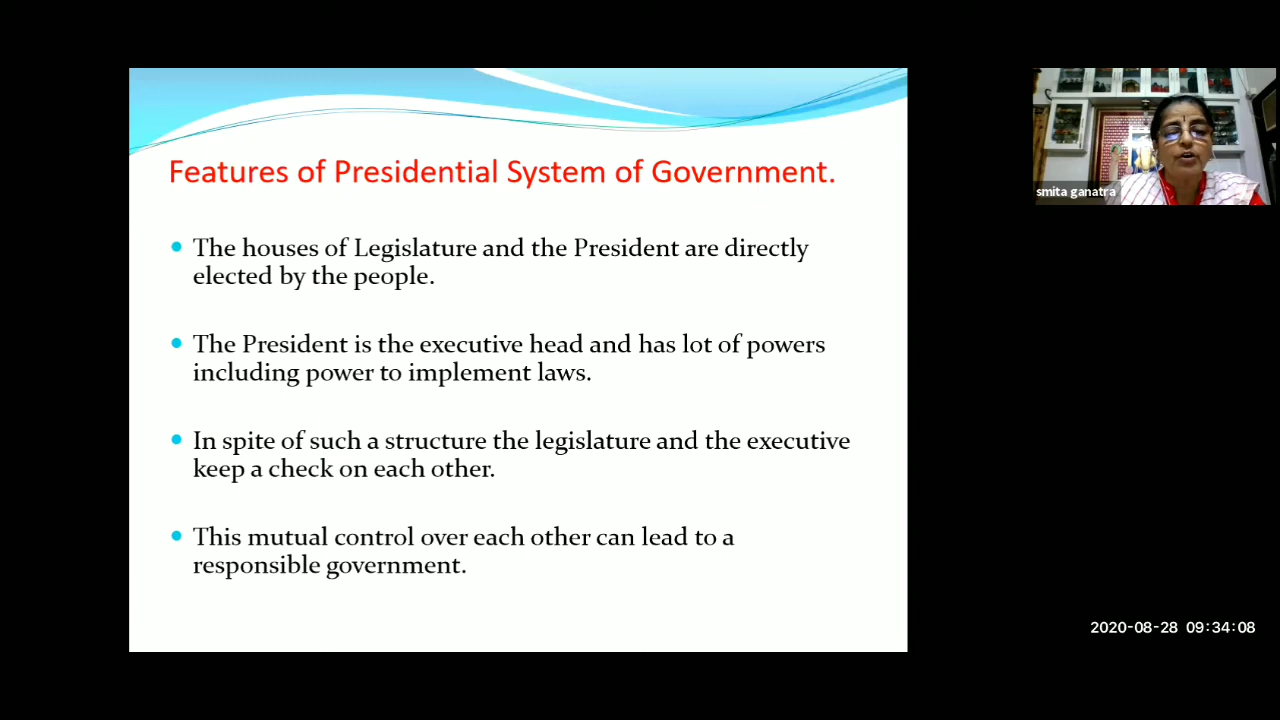 Features of Presidential System of Government.
The houses of Legislature and the President are directly
elected by the people.
The President is the executive head and has lot of powers
including power to implement laws.
In spite of such a structure the legislature and the executive
keep a check on each other.
This mutual control over each other can lead to a
responsible government.
smita ganatra
2020-08-28 09:34:08